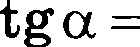 tg α =